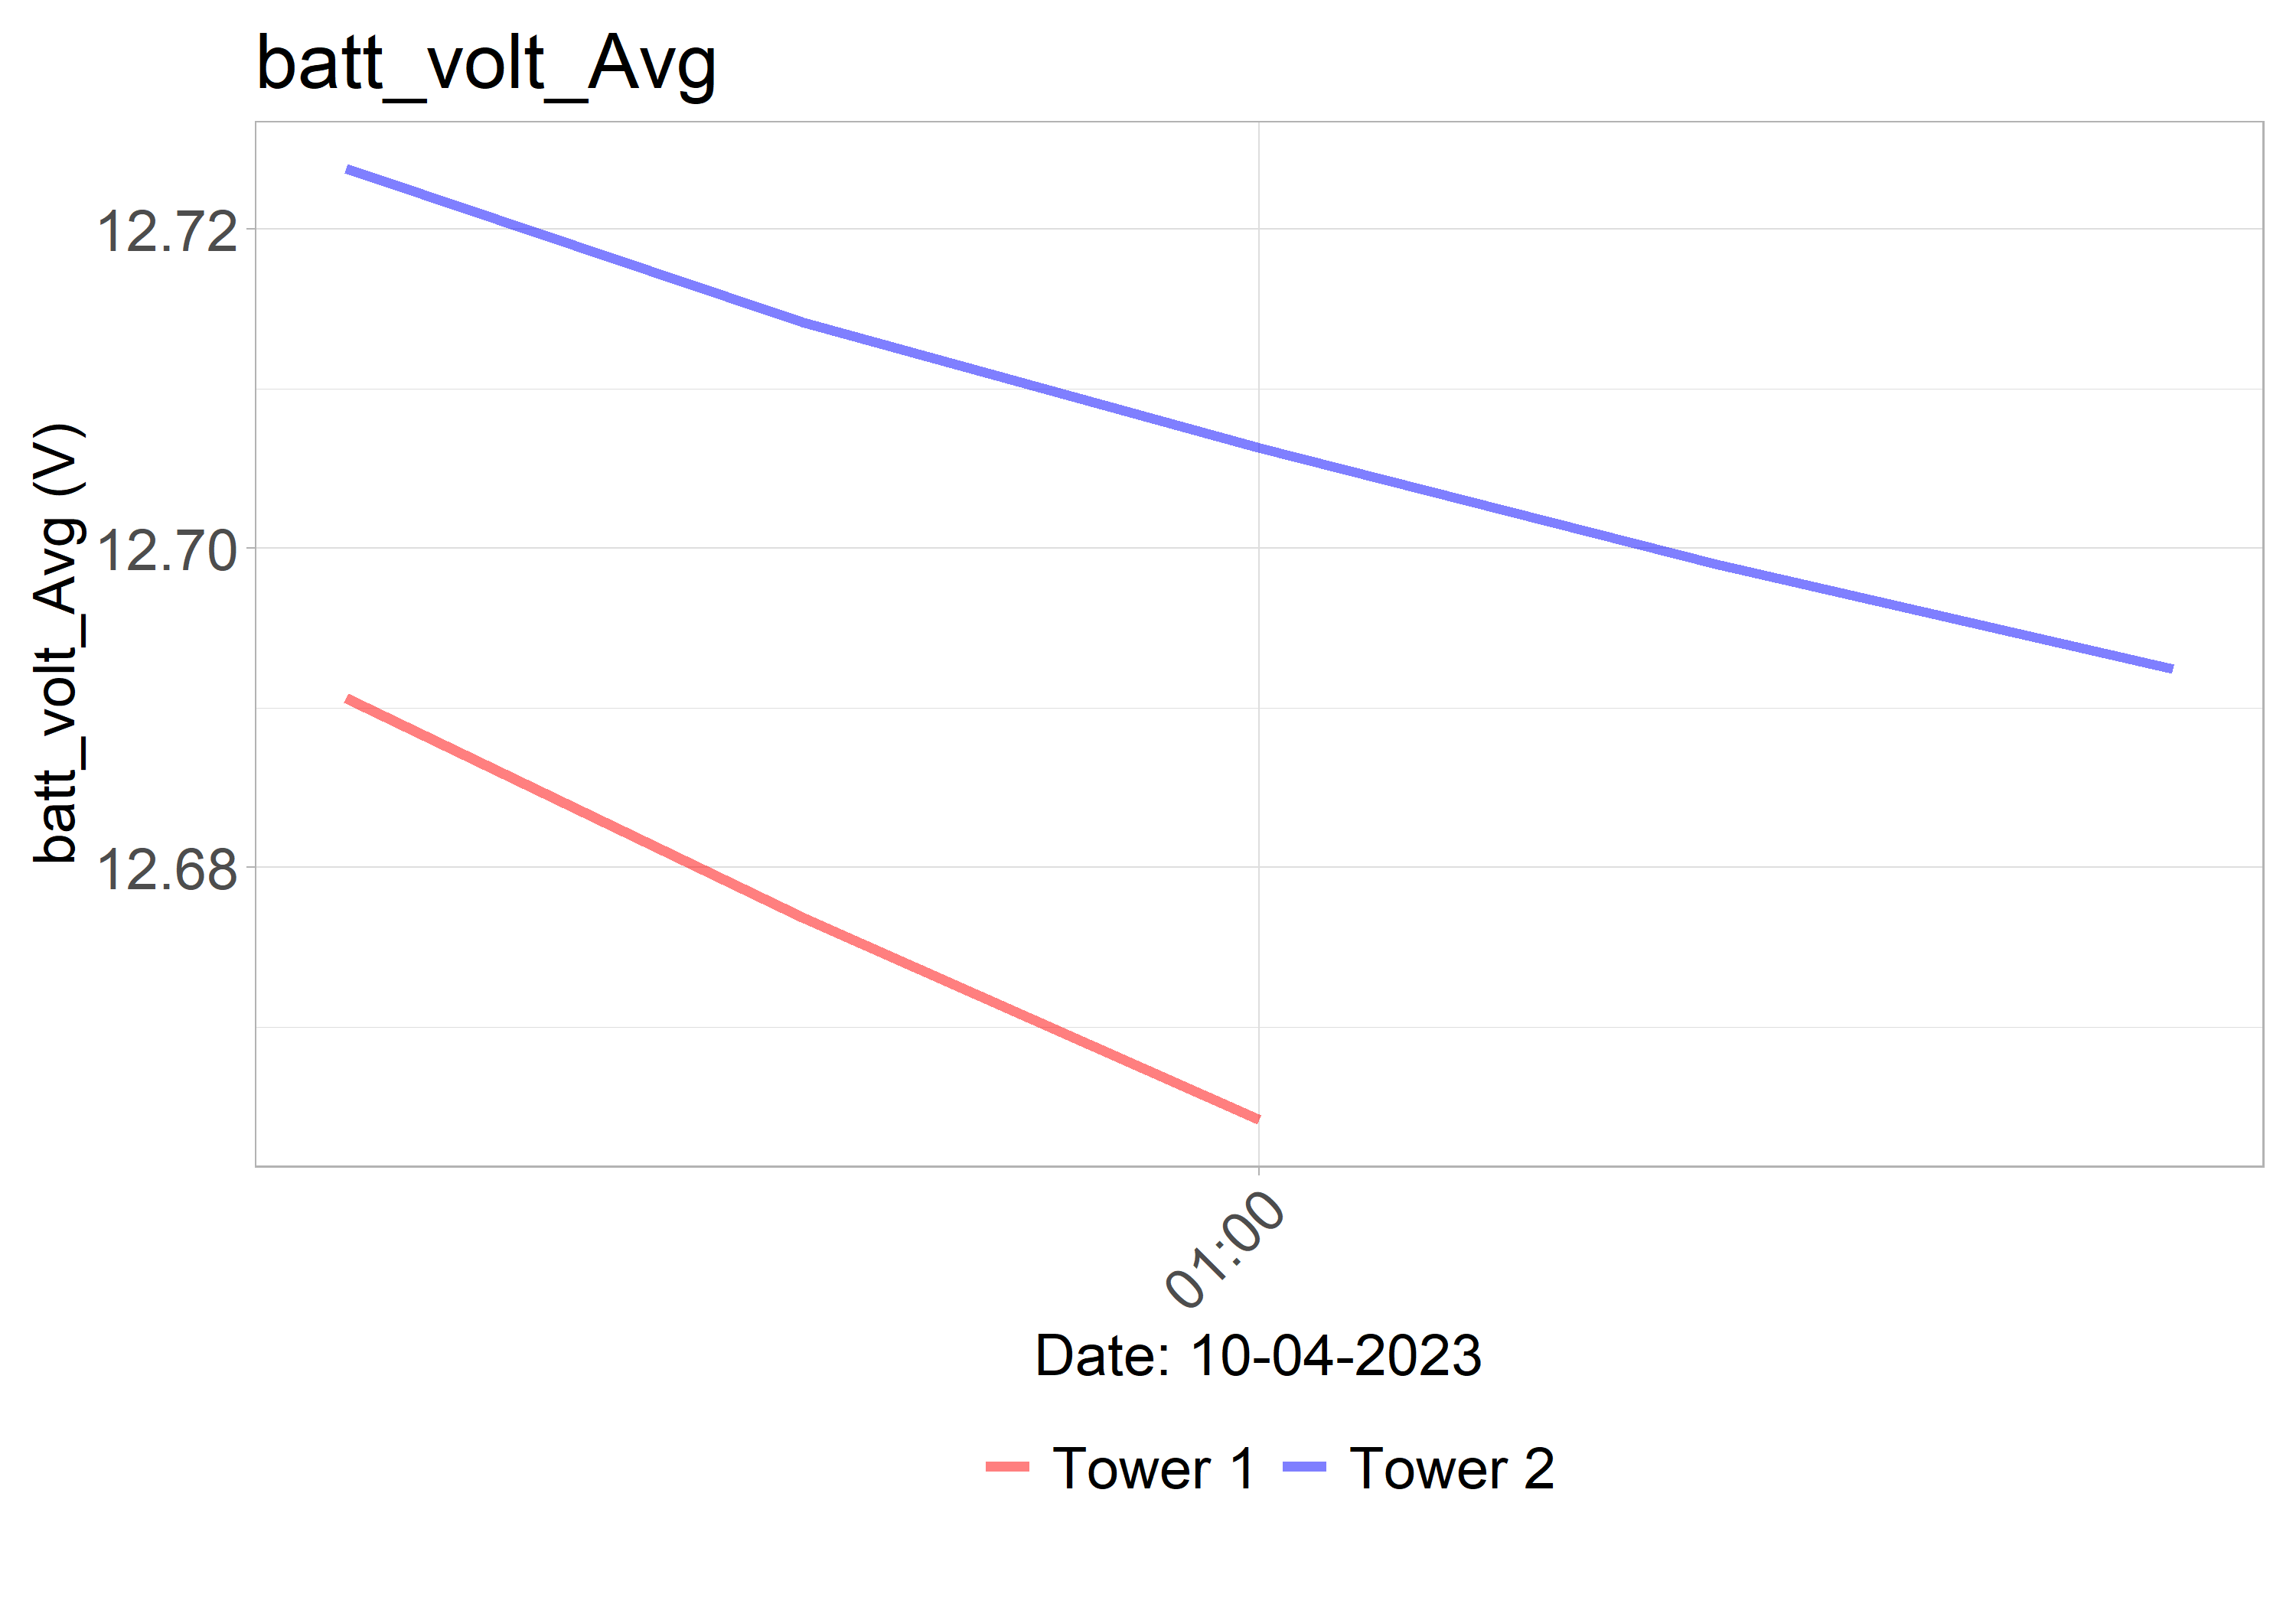 batt_volt_Avg
batt_volt_Avg (V)
12.72
12.70
12.68
01:00
Date: 10-04-2023
Tower 1
Tower 2